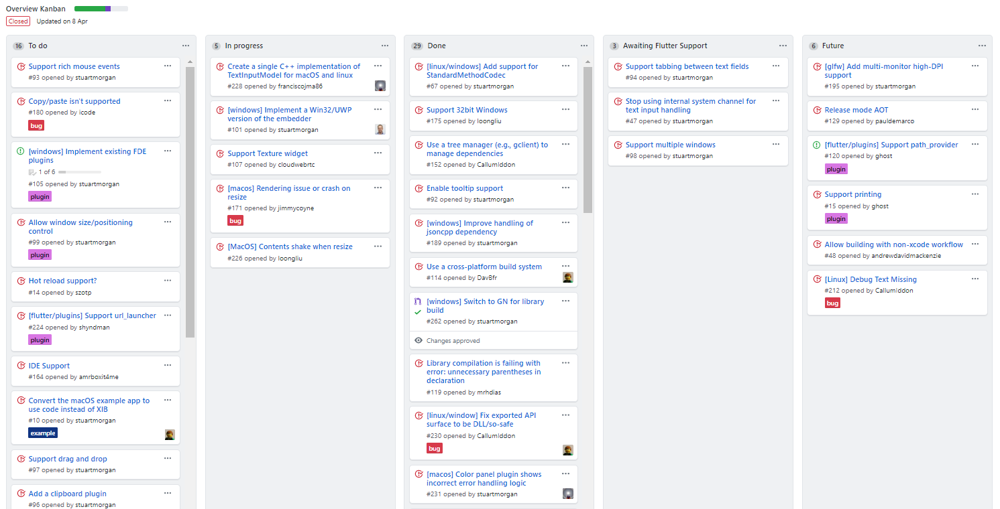 Overview Kanban
Closed Updated on 8 Apr
16 To do
Support rich mouse events
#93 opened by stuartmorgan
Copy/paste isn't supported
#180 opened by icode
bug
[windows] Implement existing FDE
plugins
1 of 6
#105 opened by stuartmorgan
plugin
Allow window size/positioning
control
#99 opened by stuartmorgan
plugin
Hot reload support?
#14 opened by szotp
[flutter/plugins] Support url_launcher
#224 opened by shyndman
plugin
IDE Support
#164 opened by amrboxit4me
Convert the macOS example app to
use code instead of XIB
#10 opened by stuartmorgan
example
Support drag and drop
#97 opened by stuartmorgan
Add a clipboard plugin
#96 opened by stuartmorgan
5 In progress
Create a single C++ implementation of
TextInputModel for macOS and linux
#228 opened by franciscojma86
[windows] Implement a Win32/UWP
version of the embedder
#101 opened by stuartmorgan
Support Texture widget
#107 opened by cloudwebrtc
[macos] Rendering issue or crash on
resize
#171 opened by jimmycoyne
bug
[MacOS] Contents shake when resize
#226 opened by loongliu
29 Done
[linux/windows] Add support for
StandardMethodCodec
#67 opened by stuartmorgan
Support 32bit Windows
#175 opened by loongliu
Use a tree manager (e.g., gclient) to
manage dependencies
#152 opened by CallumIddon
Enable tooltip support
#92 opened by stuartmorgan
[windows] Improve handling of
jsoncpp dependency
#189 opened by stuartmorgan
Use a cross-platform build system
#114 opened by DavBfr
[windows] Switch to GN for library
build
#262 opened by stuartmorgan
Changes approved
Library compilation is failing with
error: unnecessary parentheses in
declaration
#119 opened by mrhdias
[linux/window] Fix exported API
surface to be DLL/so-safe
#230 opened by CallumIddon
bug
[macos] Color panel plugin shows
incorrect error handling logic
#231 opened by stuartmorgan
3 Awaiting Flutter Support
Support tabbing between text fields
#94 opened by stuartmorgan
Stop using internal system channel for
text input handling
#47 opened by stuartmorgan
Support multiple windows
#98 opened by stuartmorgan
6 Future
[glfw] Add multi-monitor high-DPI
support
#195 opened by stuartmorgan
Release mode AOT
#129 opened by pauldemarco
[flutter/plugins] Support path_provider
#120 opened by ghost
plugin
Support printing
#15 opened by ghost
plugin
Allow building with non-xcode workflow
#48 opened by andrewdavidmackenzie
[Linux] Debug Text Missing
#212 opened by CallumIddon
bug